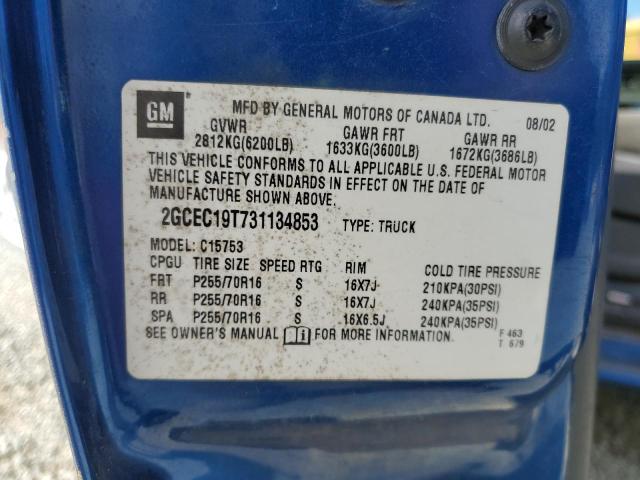 GM
MFD BY GENERAL MOTORS OF CANADA LTD. 08/02
GVWR GAWR FRT GAWR RR
2812KG(6200LB) 1633KG(3600LB) 1672KG(3686LB)
THIS VEHICLE CONFORMS TO ALL APPLICABLE U.S. FEDERAL MOTOR
VEHICLE SAFETY STANDARDS IN EFFECT ON THE DATE OF
MANUFACTURE SHOWN ABOVE.
2GCEC19T731134853 TYPE: TRUCK
MODEL: C15753
CPGU TIRE SIZE SPEED RTG RIM COLD TIRE PRESSURE
FRT P255/70R16 S 16X7J 210KPA(30PSI)
RR P255/70R16 S 16X7J 240KPA(35PSI)
SPA P255/70R16 S 16X6.5J 240KPA(35PSI)
SEE OWNER'S MANUAL FOR MORE INFORMATION.
F 463
T 679